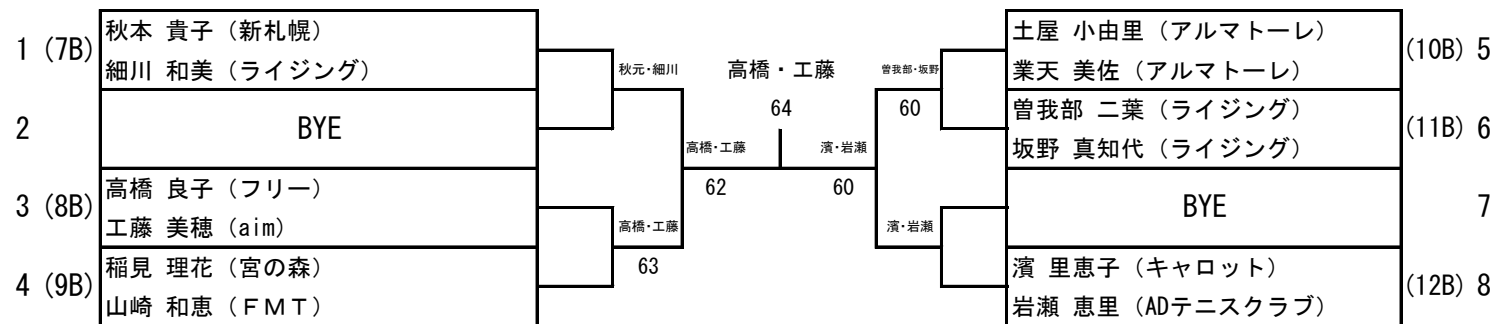 1 (7B)
秋本 貴子（新札幌）
細川 和美（ライジング）
2
BYE
3 (8B)
高橋 良子（フリー）
工藤 美穂（aim）
4 (9B)
稲見 理花（宮の森）
山崎 和恵（ＦＭＴ）
秋元・細川
高橋・工藤
63
高橋・工藤
62
高橋・工藤
64
濱・岩瀬
60
曽我部・坂野
60
濱・岩瀬
土屋 小由里（アルマトーレ）
業天 美佐（アルマトーレ）
(10B) 5
曽我部 二葉（ライジング）
坂野 真知代（ライジング）
(11B) 6
BYE
7
濱 里恵子（キャロット）
岩瀬 恵里（ADテニスクラブ）
(12B) 8